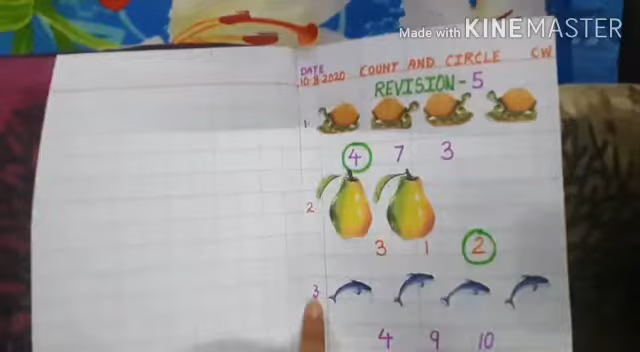 Made with KINEMASTER
DATE
10·8·2020 COUNT AND CIRCLE CW
REVISION-5
1.
4 7 3
2
3 1 2
3
4 9 10